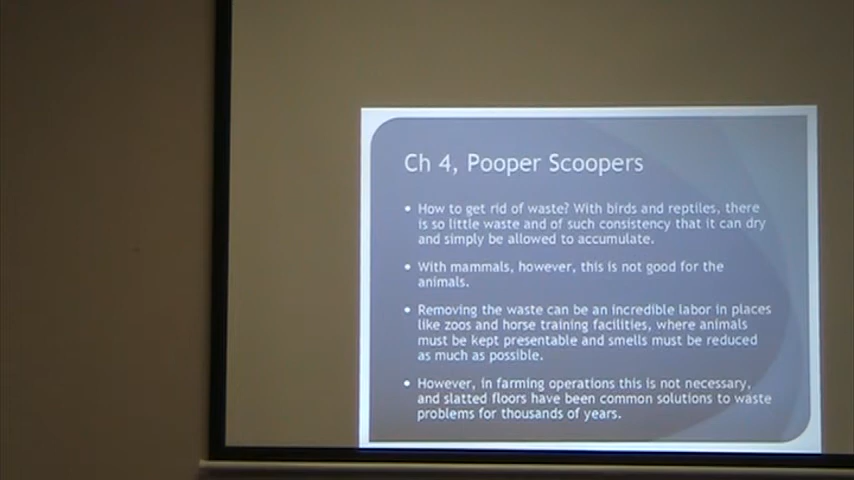 Ch 4, Pooper Scoopers
• How to get rid of waste? With birds and reptiles, there
is so little waste and of such consistency that it can dry
and simply be allowed to accumulate.
• With mammals, however, this is not good for the
animals.
• Removing the waste can be an incredible labor in places
like zoos and horse training facilities, where animals
must be kept presentable and smells must be reduced
as much as possible.
• However, in farming operations this is not necessary,
and slatted floors have been common solutions to waste
problems for thousands of years.